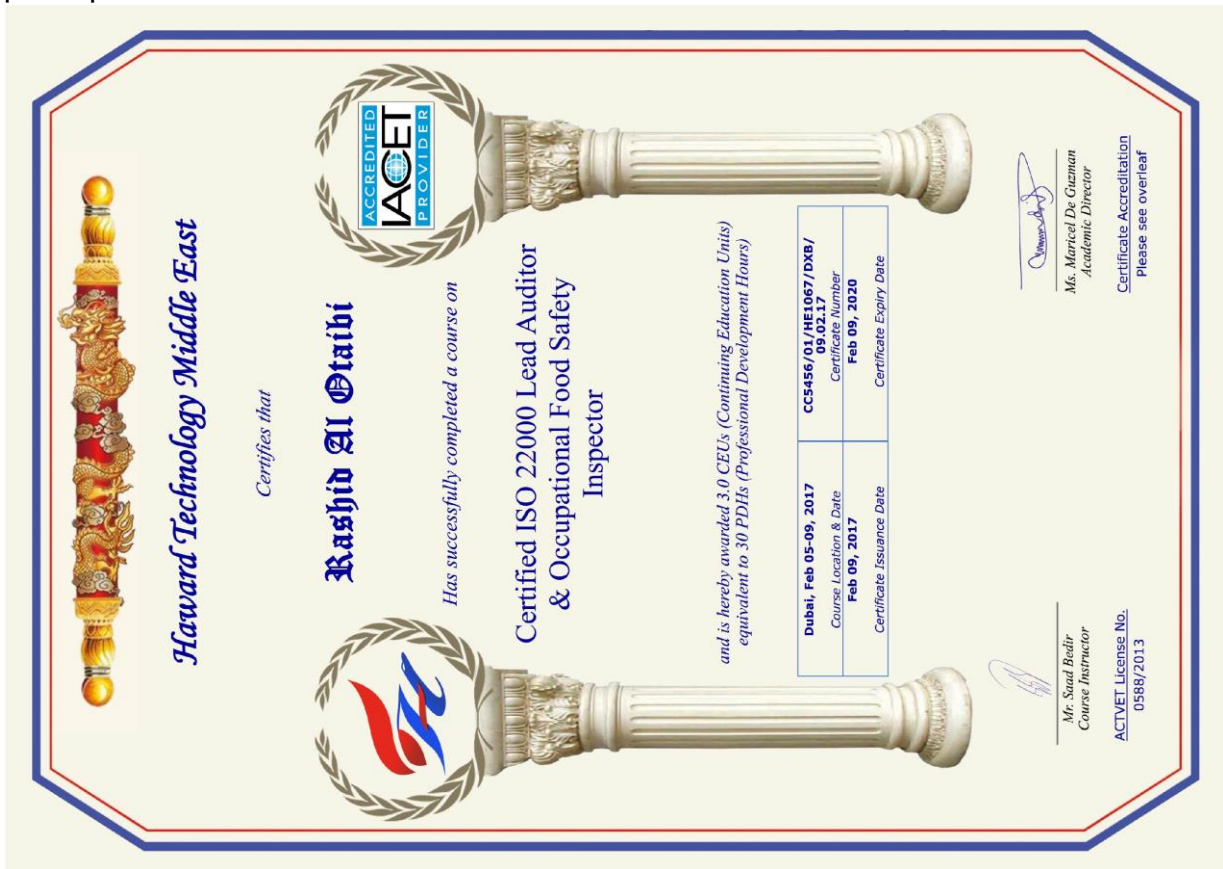 Haward Technology Middle East
Certifies that
Rashid Al Otaibi
Has successfully completed a course on
ACCREDITED
IACET
PROVIDER
Certified ISO 22000 Lead Auditor
& Occupational Food Safety
Inspector
and is hereby awarded 3.0 CEUs (Continuing Education Units)
equivalent to 30 PDHs (Professional Development Hours)
Dubai, Feb 05-09, 2017
Course Location & Date
CC5456/01/HE1067/DXB/
09.02.17
Certificate Number
Feb 09, 2017
Certificate Issuance Date
Feb 09, 2020
Certificate Expiry Date
Mr. Saad Bedir
Course Instructor
Ms. Maricel De Guzman
Academic Director
ACTVET License No.
0588/2013
Certificate Accreditation
Please see overleaf